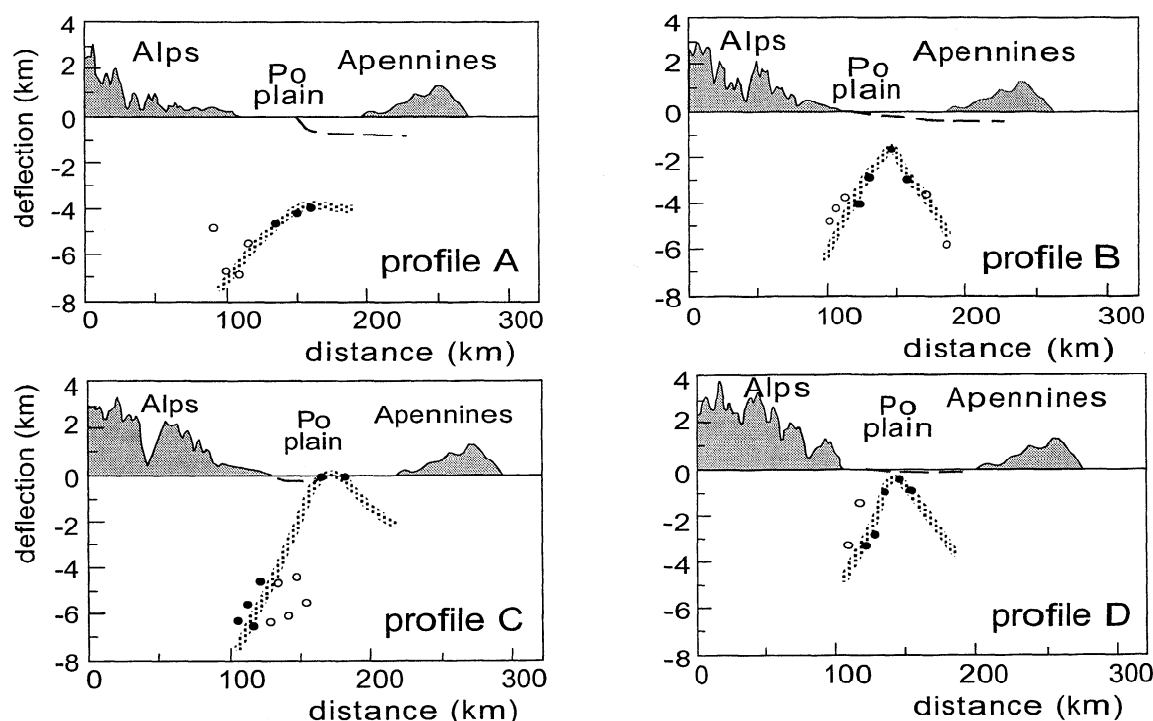 deflection (km)
4
2
0
-2
-4
-6
-8
Alps
Po
plain
Apennines
profile A
0
100
200
300
distance (km)
4
2
0
-2
-4
-6
-8
Alps
Po
plain
Apennines
profile B
0
100
200
300
distance (km)
deflection (km)
4
2
0
-2
-4
-6
-8
Alps
Po
plain
Apennines
profile C
0
100
200
300
distance (km)
4
2
0
-2
-4
-6
-8
Alps
Po
plain
Apennines
profile D
0
100
200
300
distance (km)